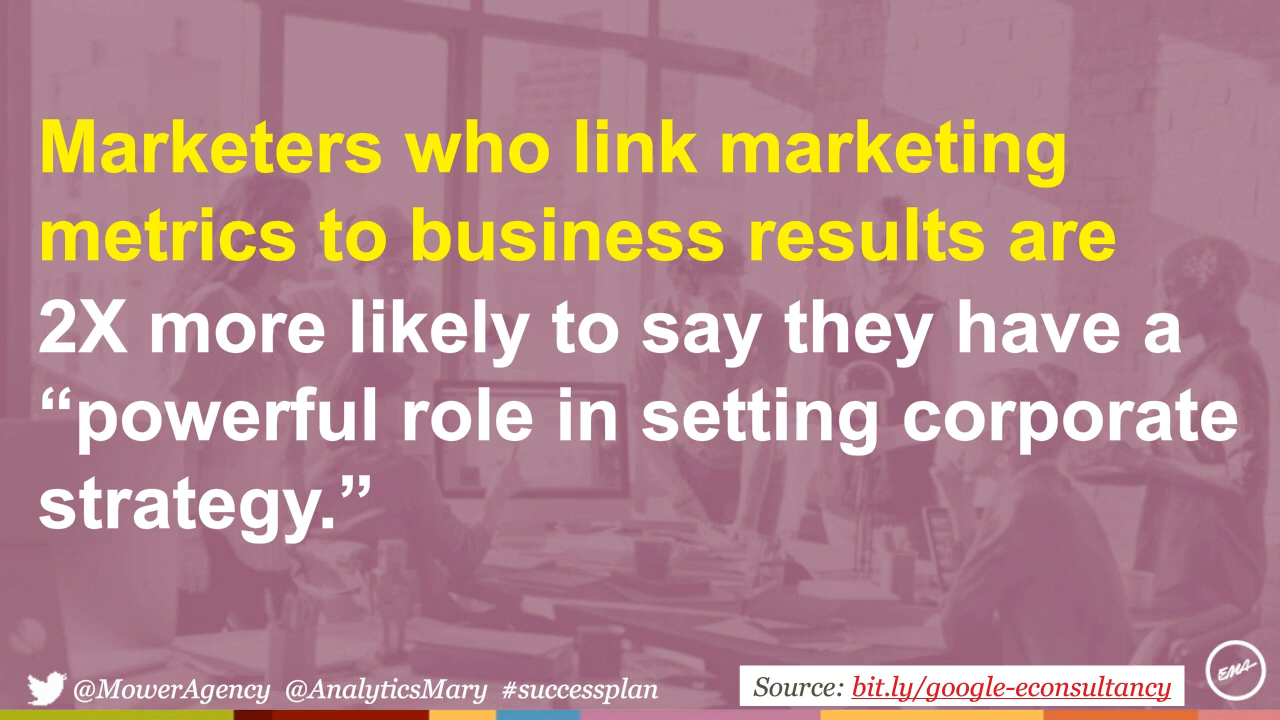 Marketers who link marketing
metrics to business results are
2X more likely to say they have a
“powerful role in setting corporate
strategy.”
@MowerAgency @AnalyticsMary #successplan
Source: bit.ly/google-econsultancy
EMA